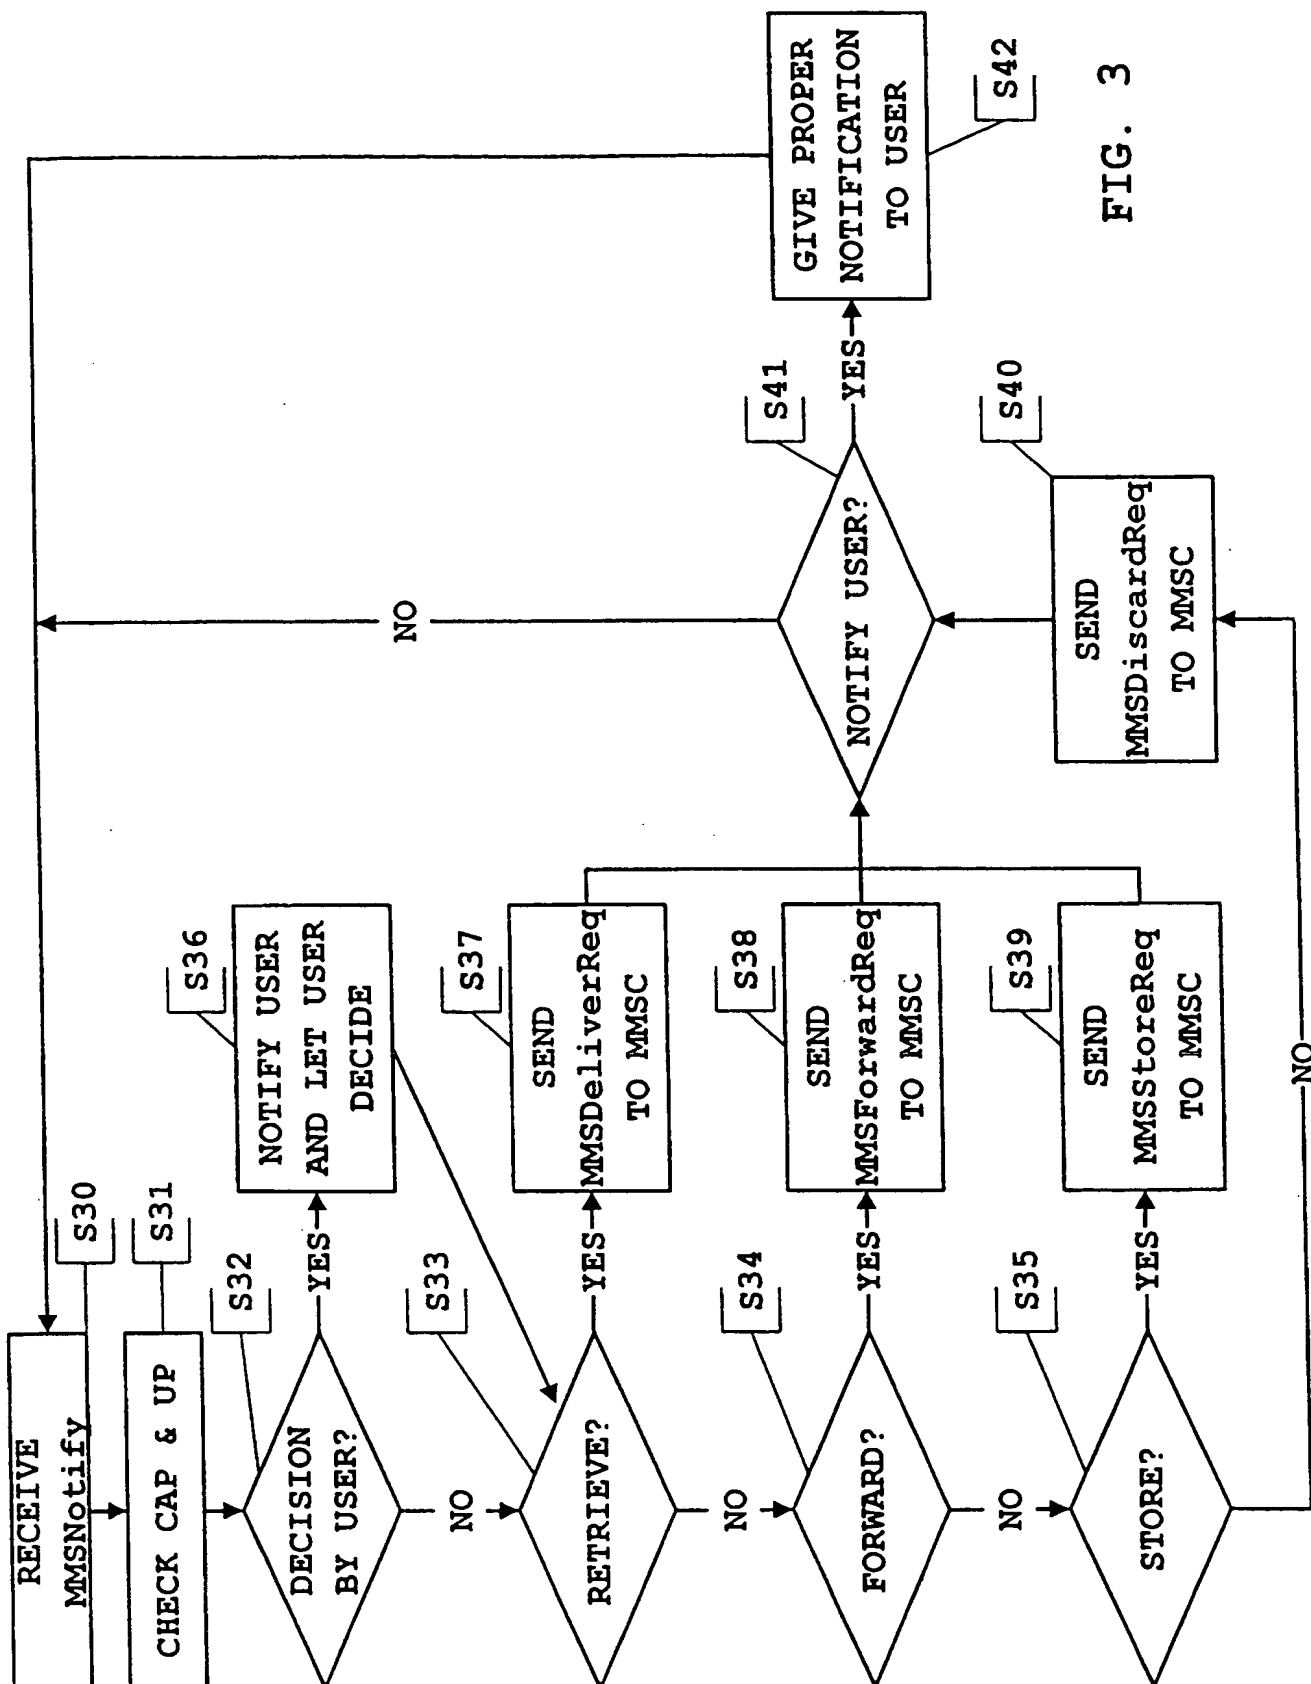 RECEIVE
MMSNotify
S30
CHECK CAP & UP
S31
DECISION
BY USER?
S32
YES
NOTIFY USER
AND LET USER
DECIDE
S36
NO
RETRIEVE?
S33
YES
SEND
MMSDeliverReq
TO MMSC
S37
NO
FORWARD?
S34
YES
SEND
MMSForwardReq
TO MMSC
S38
NO
STORE?
S35
YES
SEND
MMSStoreReq
TO MMSC
S39
NO
SEND
MMSDiscardReq
TO MMSC
S40
NOTIFY USER?
S41
NO
YES
GIVE PROPER
NOTIFICATION
TO USER
S42
FIG. 3